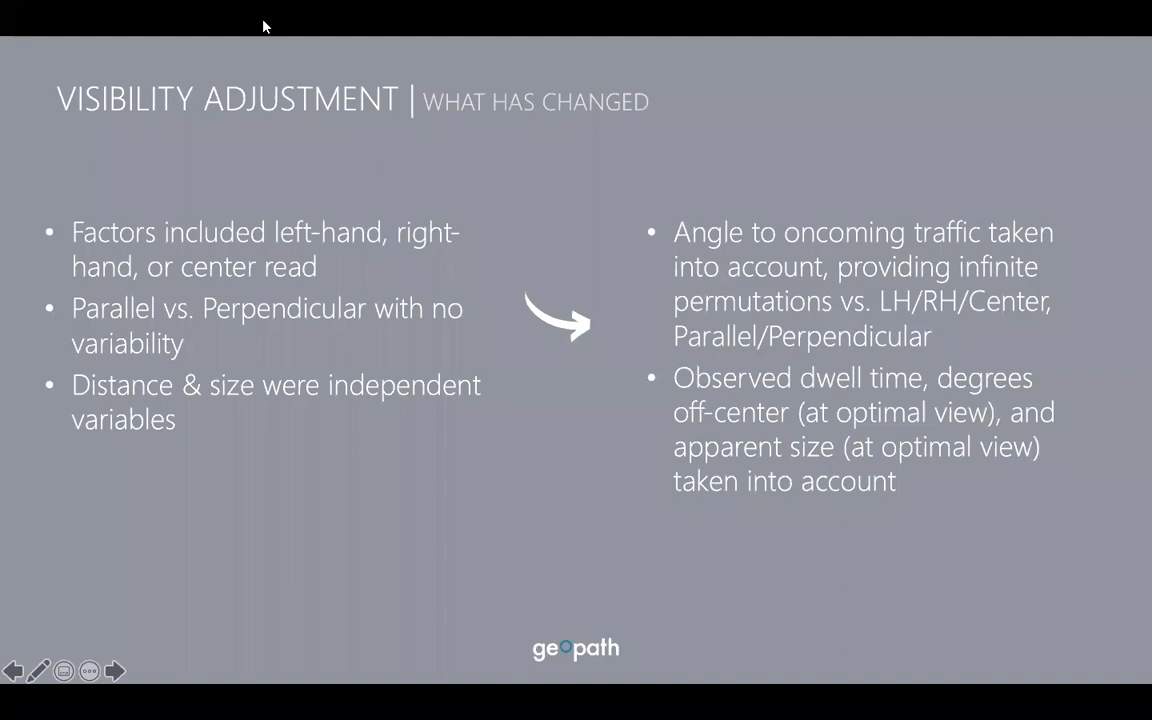 VISIBILITY ADJUSTMENT | WHAT HAS CHANGED
• Factors included left-hand, right-
hand, or center read
• Parallel vs. Perpendicular with no
variability
• Distance & size were independent
variables
• Angle to oncoming traffic taken
into account, providing infinite
permutations vs. LH/RH/Center,
Parallel/Perpendicular
• Observed dwell time, degrees
off-center (at optimal view), and
apparent size (at optimal view)
taken into account
geopath